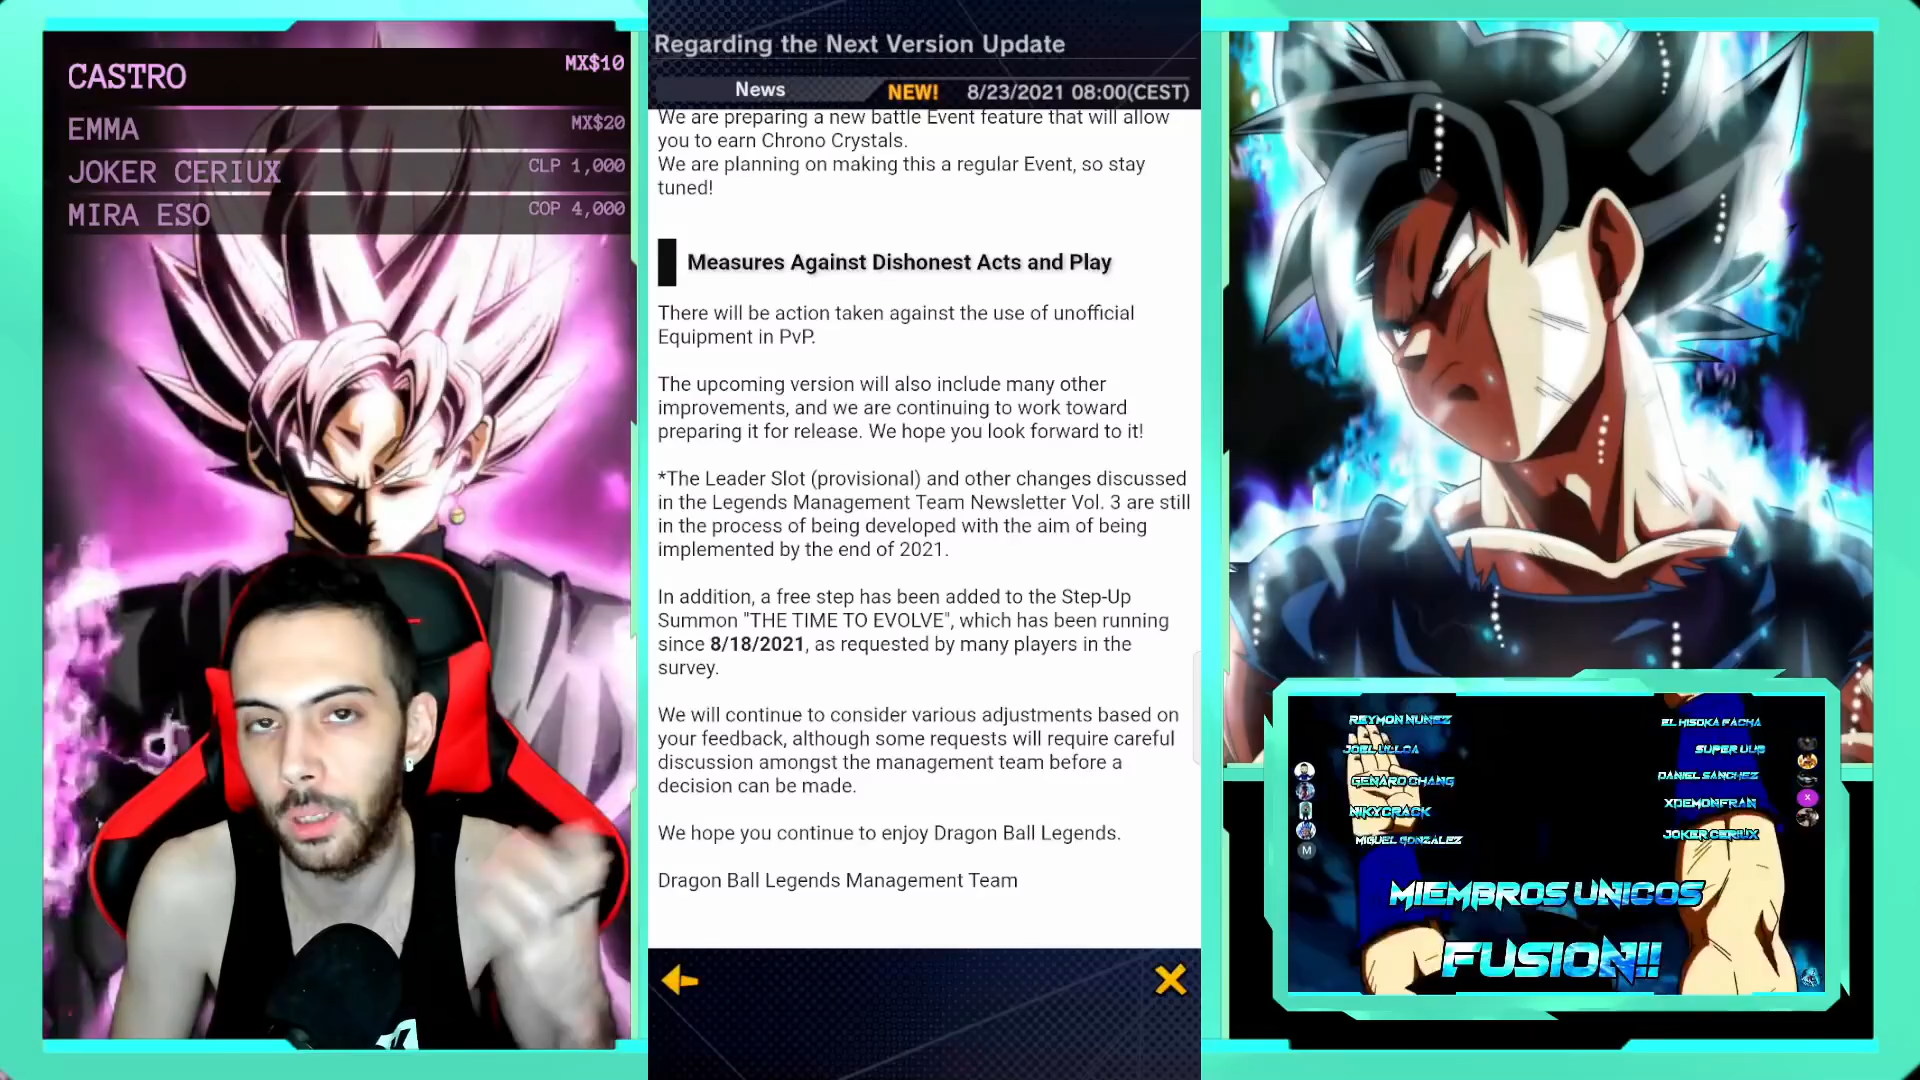 CASTRO MX$10
EMMA MX$20
JOKER CERIUX CLP 1,000
MIRA ESO COP 4,000
Regarding the Next Version Update
News NEW! 8/23/2021 08:00(CEST)
We are preparing a new battle Event feature that will allow
you to earn Chrono Crystals.
We are planning on making this a regular Event, so stay
tuned!
Measures Against Dishonest Acts and Play
There will be action taken against the use of unofficial
Equipment in PvP.
The upcoming version will also include many other
improvements, and we are continuing to work toward
preparing it for release. We hope you look forward to it!
*The Leader Slot (provisional) and other changes discussed
in the Legends Management Team Newsletter Vol. 3 are still
in the process of being developed with the aim of being
implemented by the end of 2021.
In addition, a free step has been added to the Step-Up
Summon "THE TIME TO EVOLVE", which has been running
since 8/18/2021, as requested by many players in the
survey.
We will continue to consider various adjustments based on
your feedback, although some requests will require careful
discussion amongst the management team before a
decision can be made.
We hope you continue to enjoy Dragon Ball Legends.
Dragon Ball Legends Management Team
REYMON NUNEZ
JOEL ULLOA
GENARO CHANG
NIKYCRACK
M MIGUEL GONZÁLEZ
EL HISOKA FACHA
SUPER UUB
DANIEL SANCHEZ
XDEMONFRAN X
JOKER CERIUX
MIEMBROS UNICOS
FUSION!!